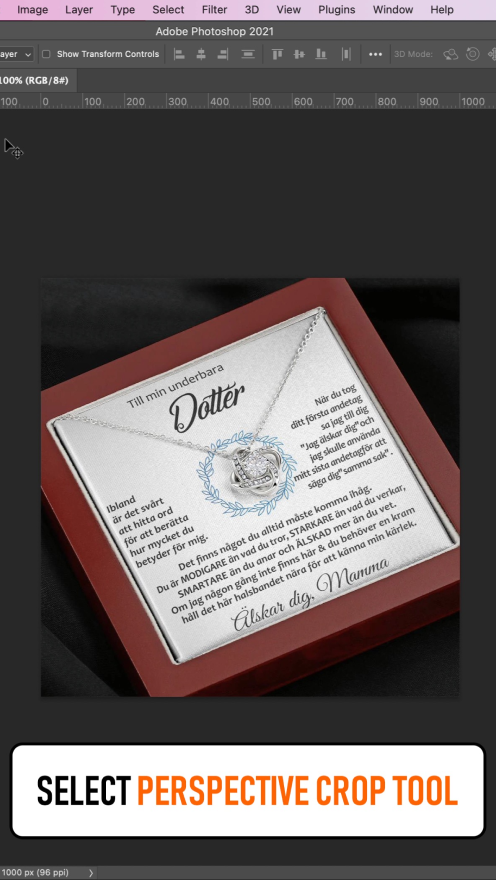 Image Layer Type Select Filter 3D View Plugins Window Help
Adobe Photoshop 2021
ayer Show Transform Controls ••• 3D Mode:
100% (RGB/8#)
100 0 100 200 300 400 500 600 700 800 900 1000
Till min underbara
Dotter
När du tog
ditt första andetag
sa jag till dig
"Jag älskar dig" och
jag skulle använda
mitt sista andetagför att
säga dig"samma sak".
Ibland
är det svårt
att hitta ord
för att berätta
hur mycket du
betyder för mig.
Det finns något du alltid måste komma ihåg.
Du är MODIGARE än vad du tror, STARKARE än du verkar,
SMARTARE än du anar och ÄLSKAD mer än du vet.
Om jag någon gång inte finns här & du behöver en kram
håll det här halsbandet nära för att känna min kärlek.
Älskar dig, Mamma
SELECT PERSPECTIVE CROP TOOL
1000 px (96 ppi)